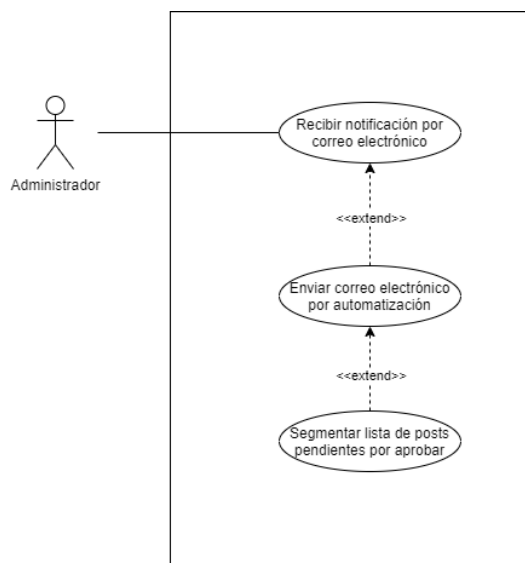 Recibir notificación por
correo electrónico
Administrador
<<extend>>
Enviar correo electrónico
por automatización
<<extend>>
Segmentar lista de posts
pendientes por aprobar